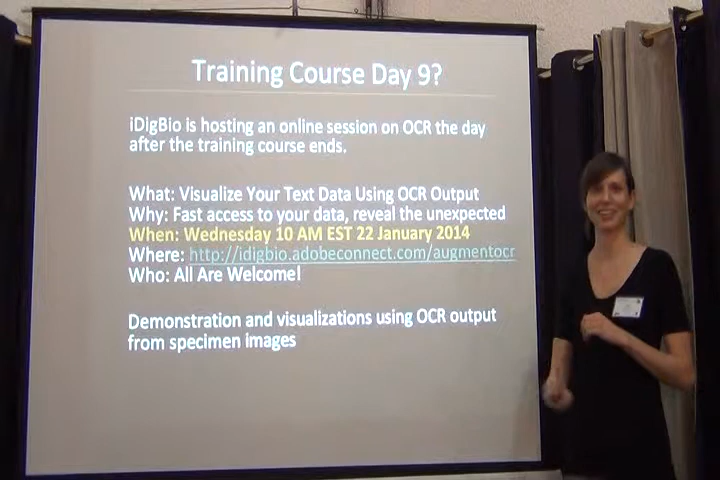 Training Course Day 9?
iDigBio is hosting an online session on OCR the day
after the training course ends.
What: Visualize Your Text Data Using OCR Output
Why: Fast access to your data, reveal the unexpected
When: Wednesday 10 AM EST 22 January 2014
Where: http://idigbio.adobeconnect.com/augmentocr
Who: All Are Welcome!
Demonstration and visualizations using OCR output
from specimen images